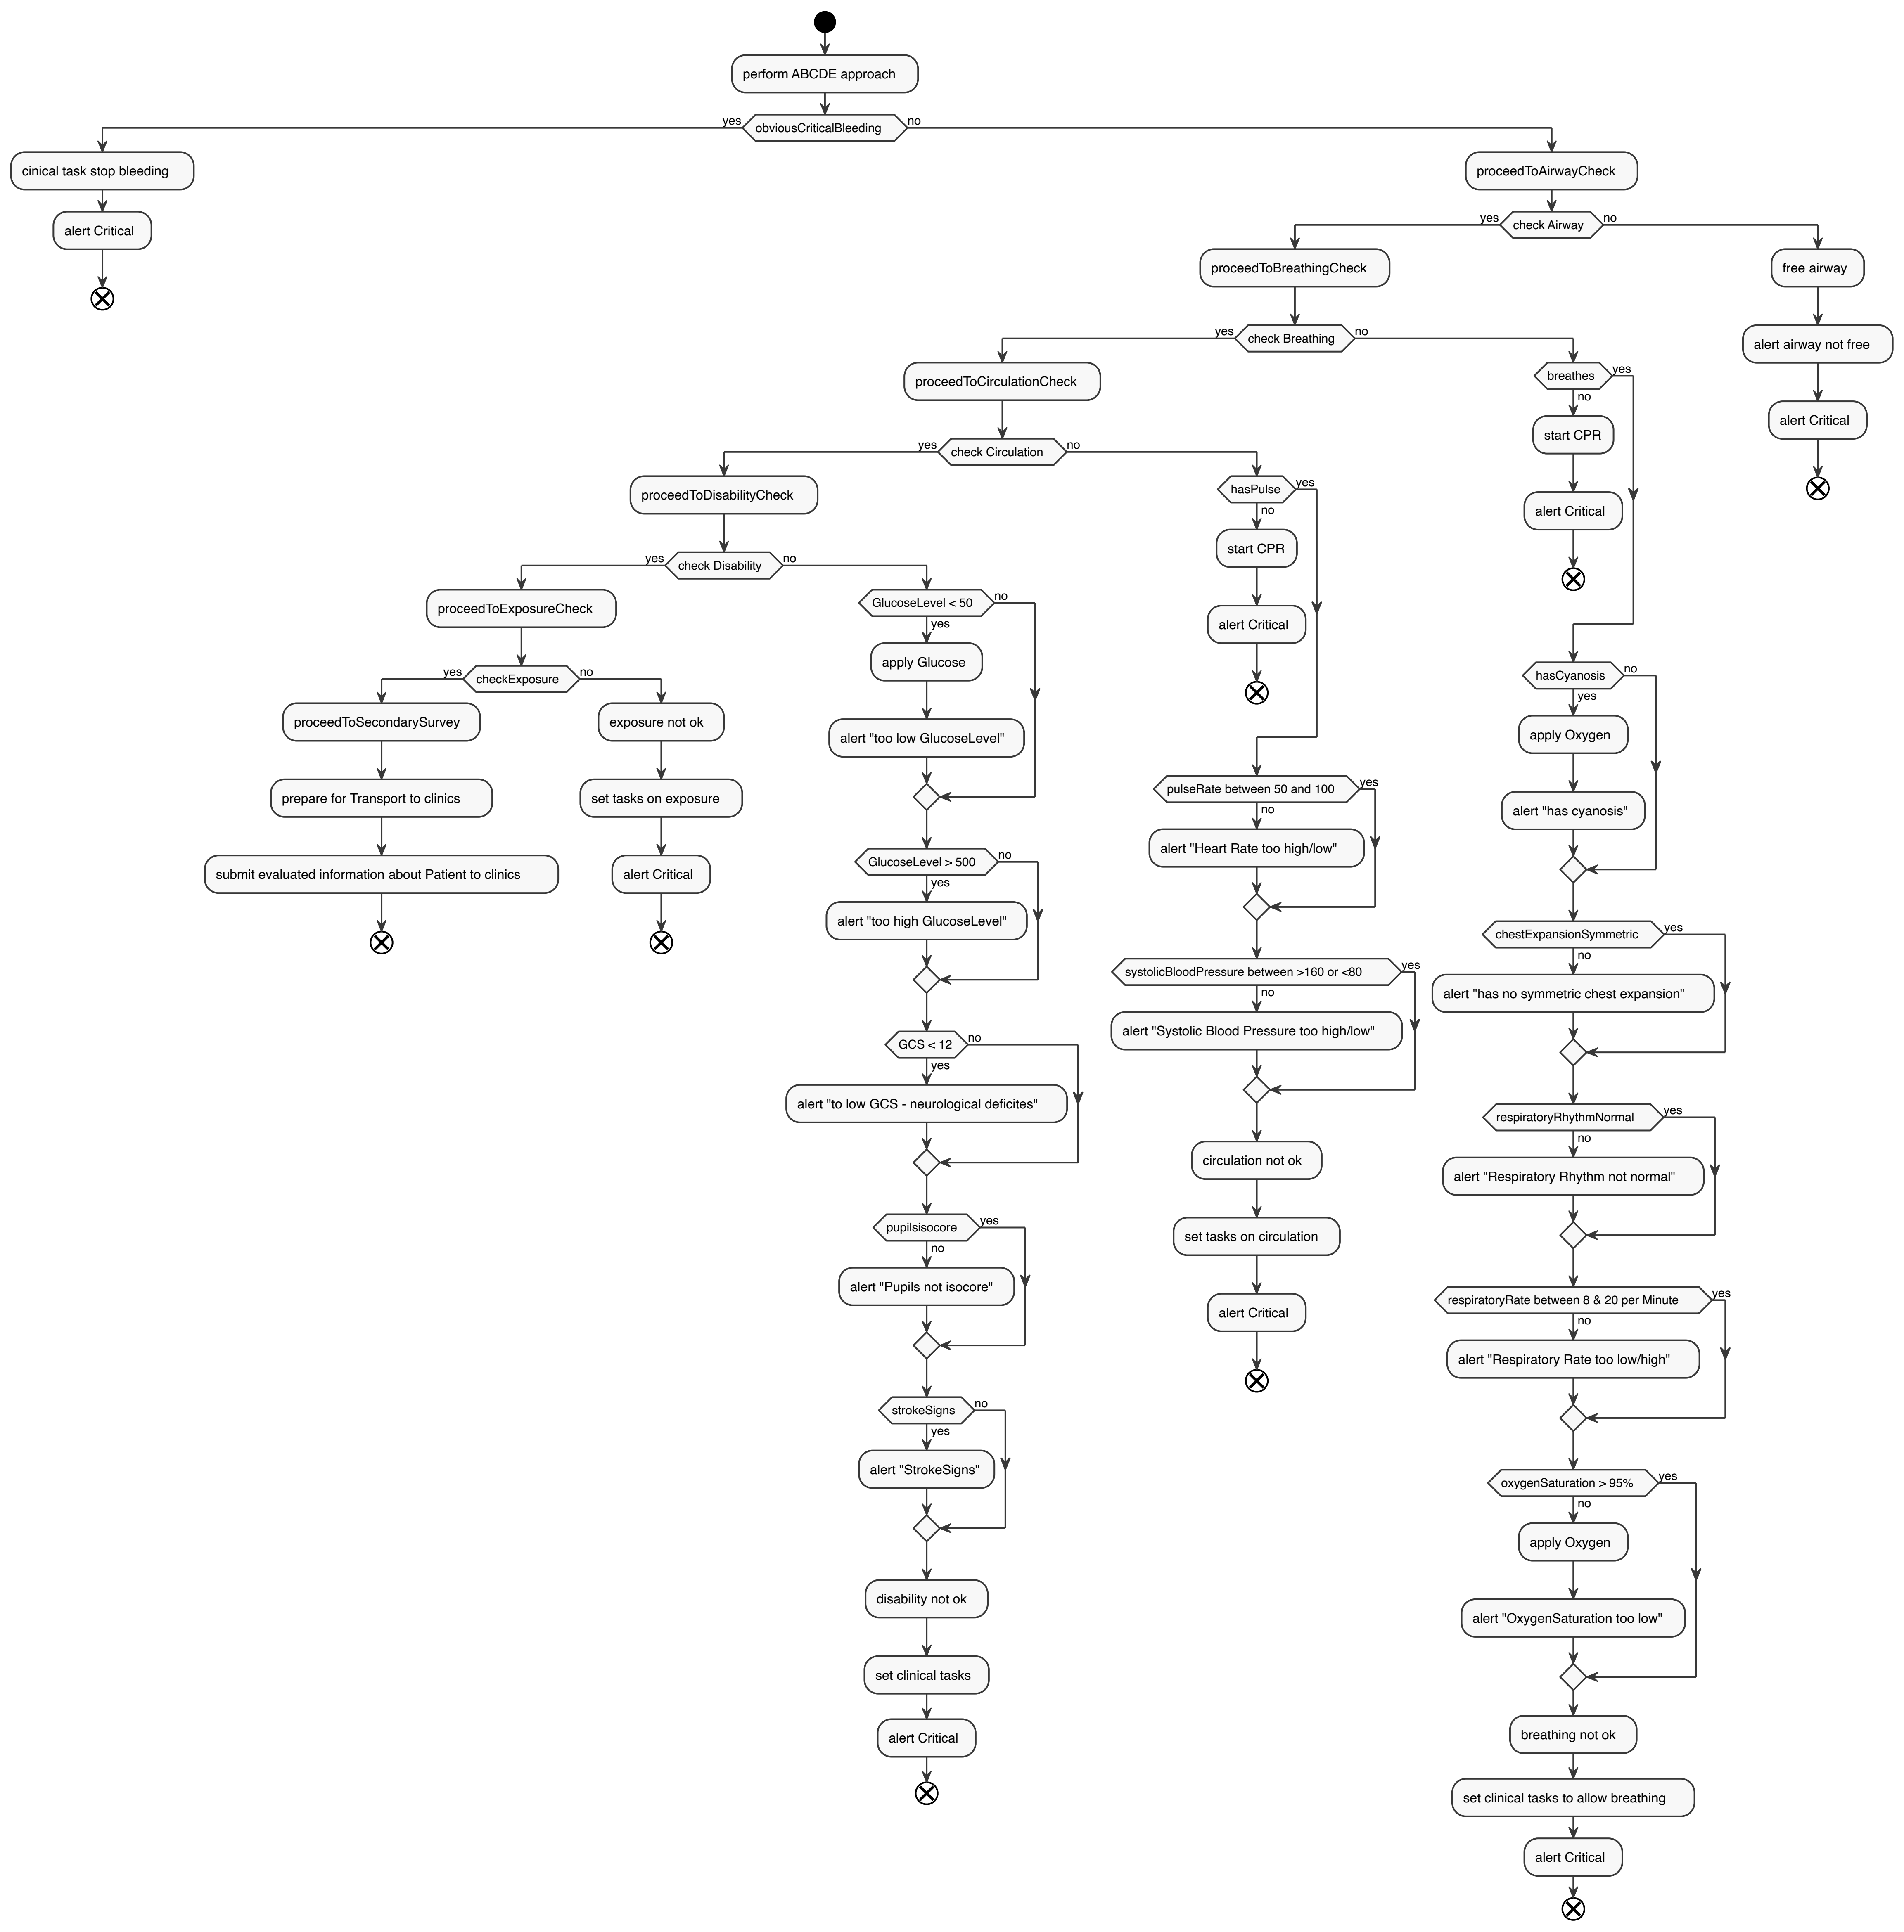 perform ABCDE approach
yes
obviousCriticalBleeding
no
cinical task stop bleeding
alert Critical
proceedToAirwayCheck
yes
check Airway
no
proceedToBreathingCheck
free airway
alert airway not free
alert Critical
yes
check Breathing
no
proceedToCirculationCheck
breathes
yes
no
start CPR
alert Critical
yes
check Circulation
no
proceedToDisabilityCheck
hasPulse
yes
no
start CPR
alert Critical
yes
check Disability
no
proceedToExposureCheck
GlucoseLevel < 50
no
yes
apply Glucose
alert "too low GlucoseLevel"
yes
checkExposure
no
proceedToSecondarySurvey
prepare for Transport to clinics
submit evaluated information about Patient to clinics
exposure not ok
set tasks on exposure
alert Critical
GlucoseLevel > 500
no
yes
alert "too high GlucoseLevel"
GCS < 12
no
yes
alert "to low GCS - neurological deficites"
pupilsisocore
yes
no
alert "Pupils not isocore"
strokeSigns
no
yes
alert "StrokeSigns"
disability not ok
set clinical tasks
alert Critical
pulseRate between 50 and 100
yes
no
alert "Heart Rate too high/low"
systolicBloodPressure between >160 or <80
yes
no
alert "Systolic Blood Pressure too high/low"
circulation not ok
set tasks on circulation
alert Critical
hasCyanosis
no
yes
apply Oxygen
alert "has cyanosis"
chestExpansionSymmetric
yes
no
alert "has no symmetric chest expansion"
respiratoryRhythmNormal
yes
no
alert "Respiratory Rhythm not normal"
respiratoryRate between 8 & 20 per Minute
yes
no
alert "Respiratory Rate too low/high"
oxygenSaturation > 95%
yes
no
apply Oxygen
alert "OxygenSaturation too low"
breathing not ok
set clinical tasks to allow breathing
alert Critical